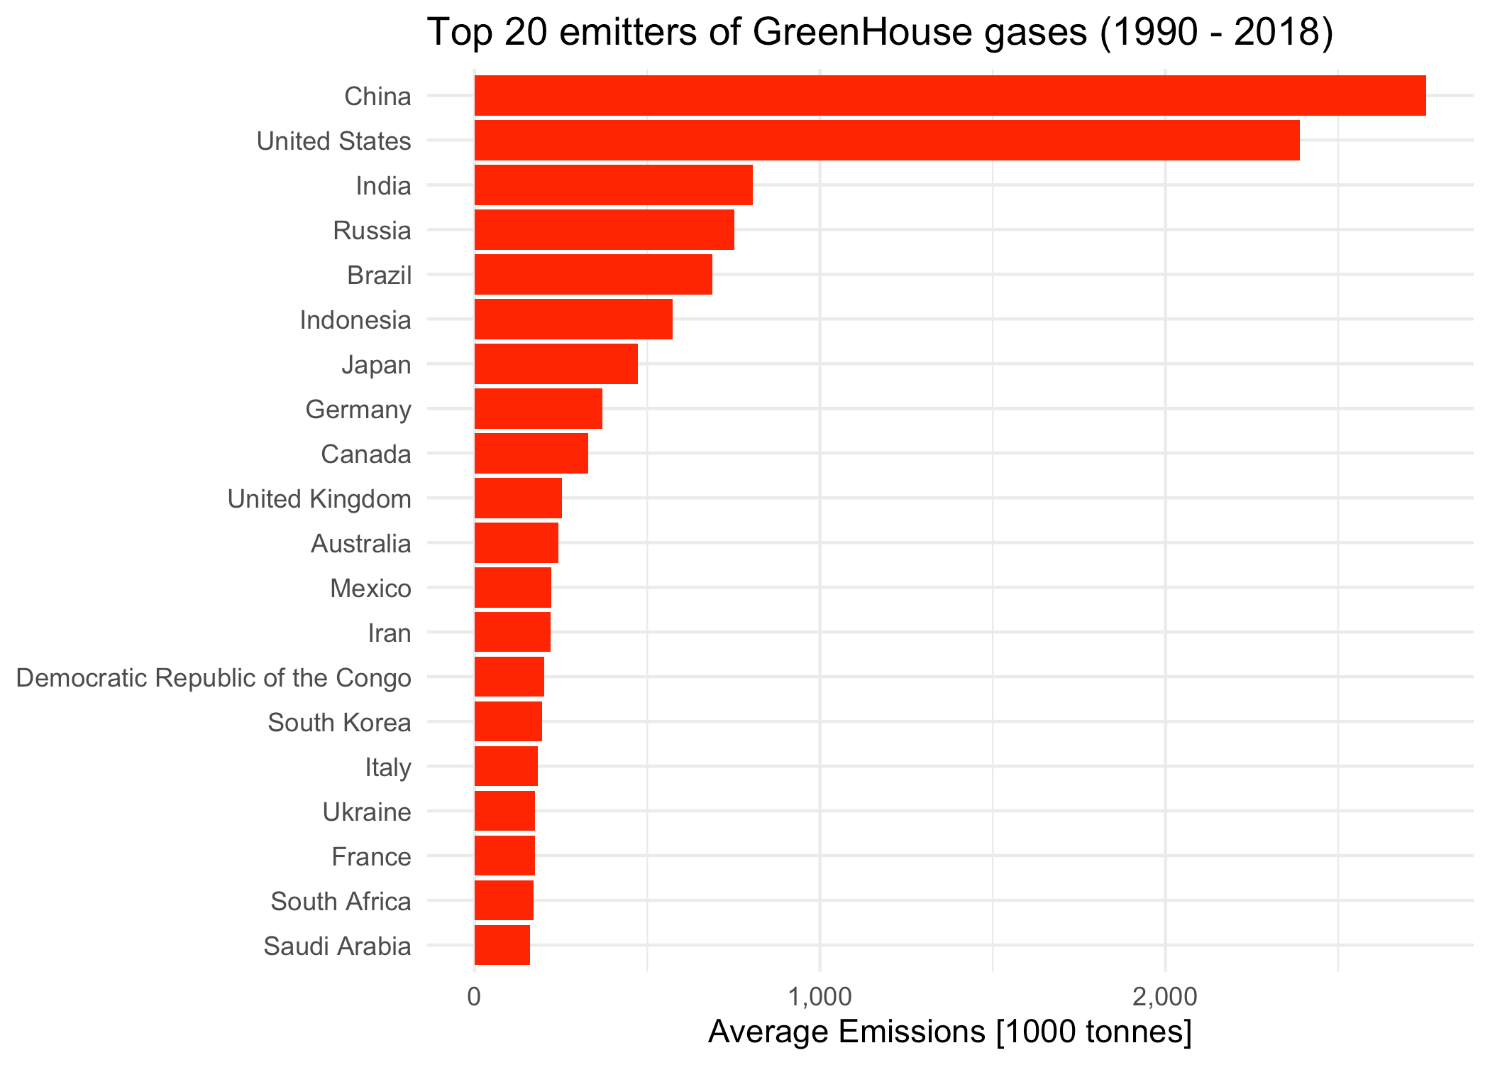 Top 20 emitters of GreenHouse gases (1990 - 2018)
China
United States
India
Russia
Brazil
Indonesia
Japan
Germany
Canada
United Kingdom
Australia
Mexico
Iran
Democratic Republic of the Congo
South Korea
Italy
Ukraine
France
South Africa
Saudi Arabia
0 1,000 2,000
Average Emissions [1000 tonnes]